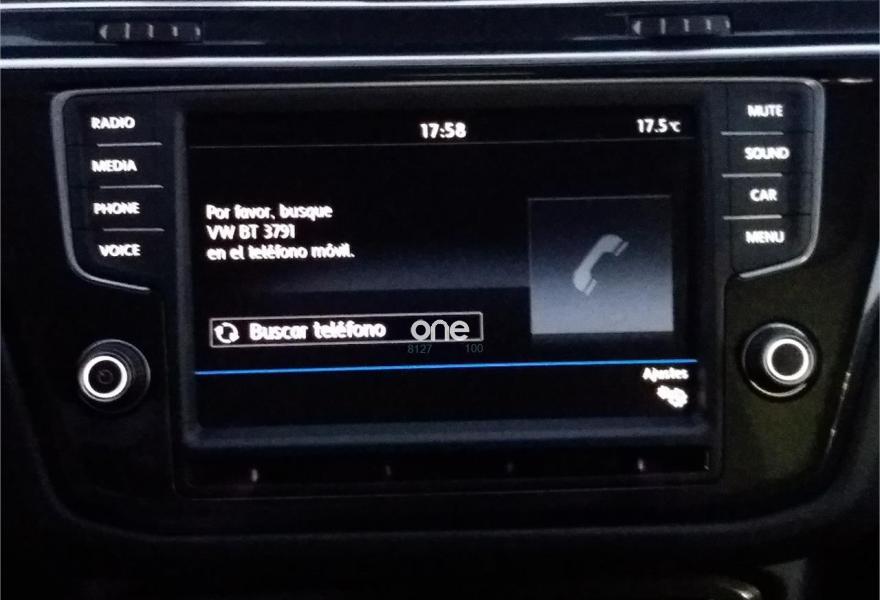 RADIO
MEDIA
PHONE
VOICE
17:58
17.5°C
Por favor, busque
VW BT 3791
en el teléfono móvil.
Buscar teléfono
one
8127 100
Ajustes
MUTE
SOUND
CAR
MENU